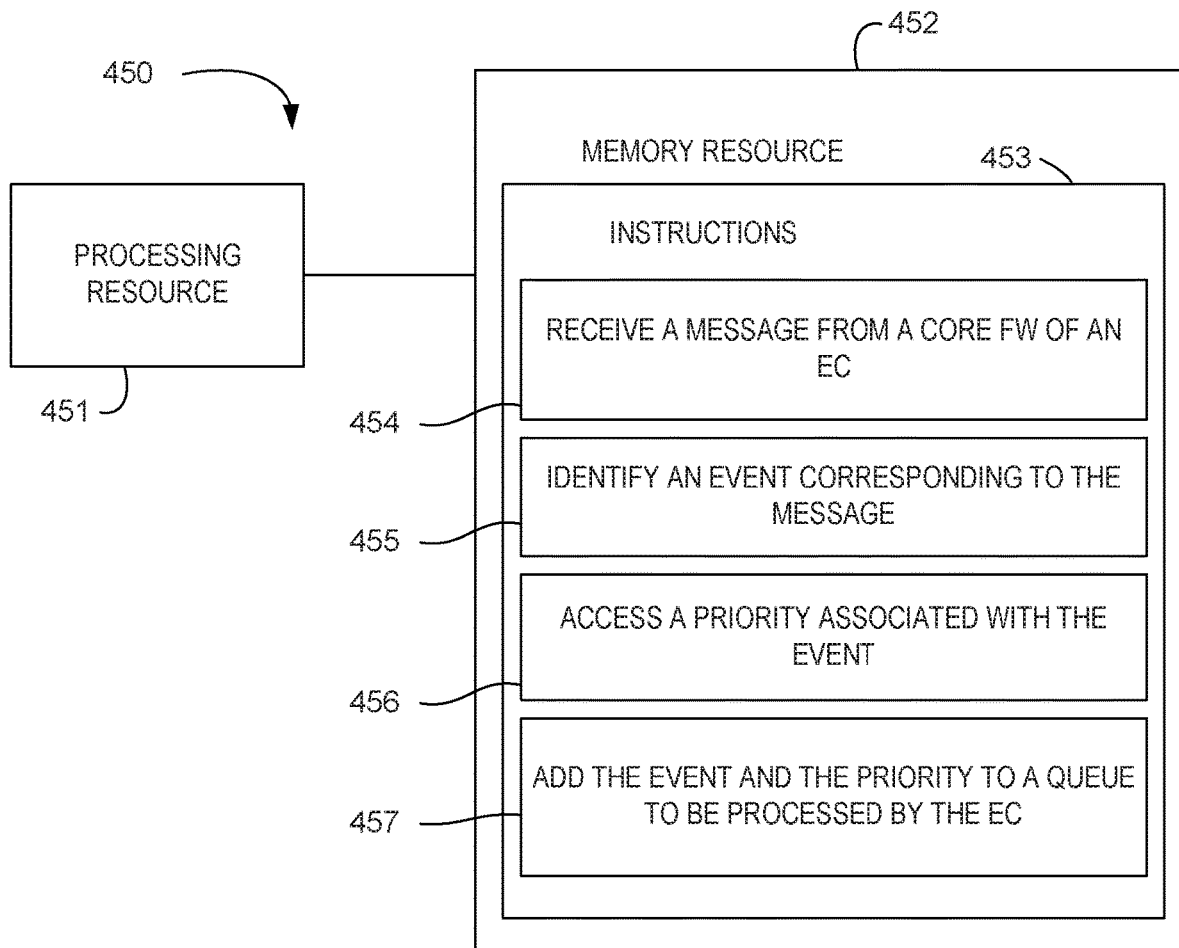 452
450
MEMORY RESOURCE
453
PROCESSING
RESOURCE
INSTRUCTIONS
RECEIVE A MESSAGE FROM A CORE FW OF AN
EC
451
454
IDENTIFY AN EVENT CORRESPONDING TO THE
MESSAGE
455
ACCESS A PRIORITY ASSOCIATED WITH THE
EVENT
456
ADD THE EVENT AND THE PRIORITY TO A QUEUE
TO BE PROCESSED BY THE EC
457